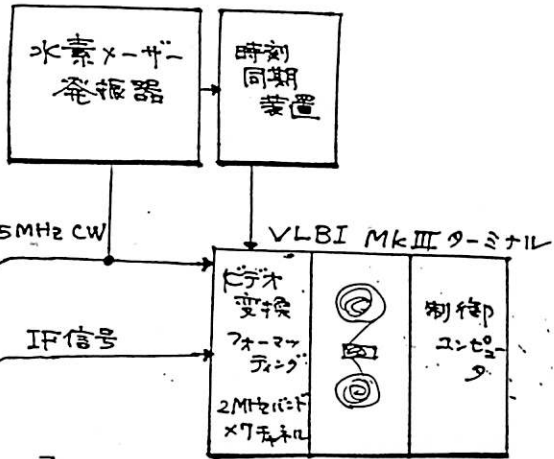 水素メーザー
発振器
時刻
同期
装置
5MHz CW
VLBI MkIII ターミナル
ビデオ
変換
フォーマッ
ティング
2MHzバンド
×7チャネル
制御
コンピュー
タ
IF信号